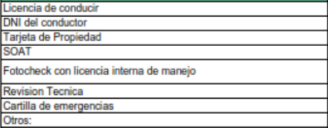 Licencia de conducir
DNI del conductor
Tarjeta de Propiedad
SOAT
Fotocheck con licencia interna de manejo
Revision Tecnica
Cartilla de emergencias
Otros: